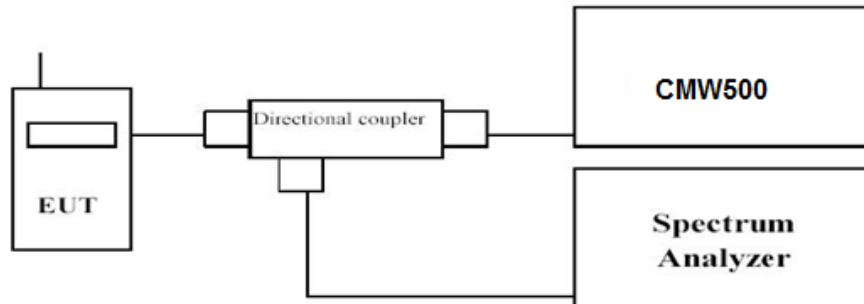 CMW500
Directional coupler
EUT
Spectrum
Analyzer